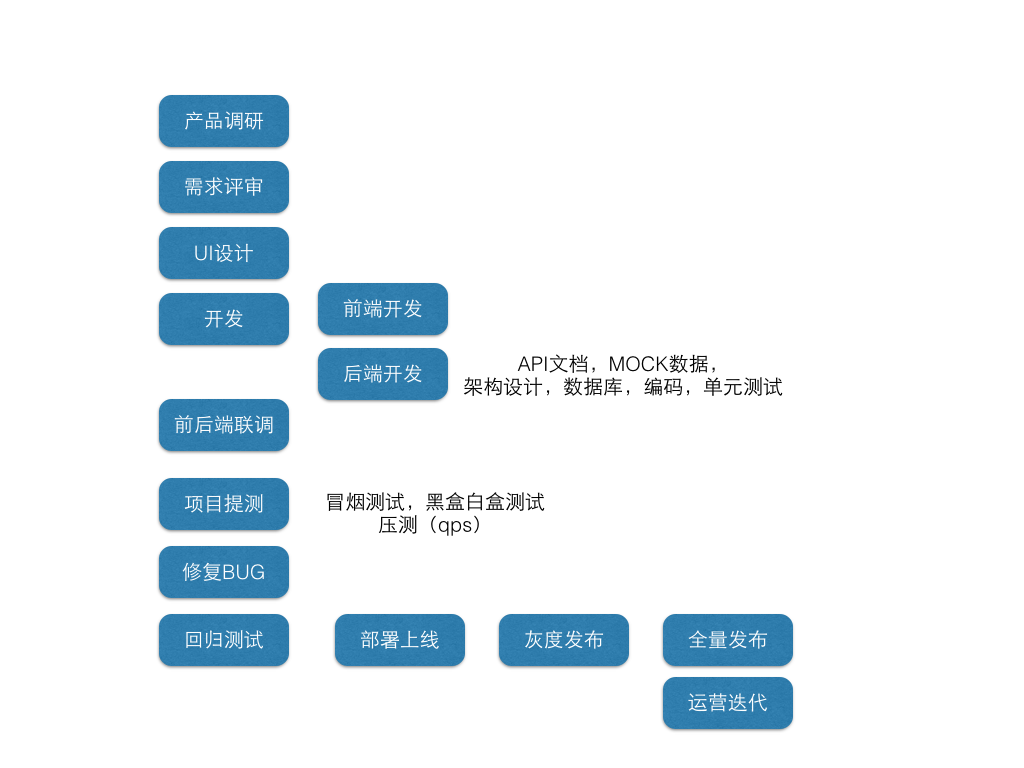 产品调研
需求评审
UI设计
开发
前端开发
后端开发
API文档，MOCK数据，
架构设计，数据库，编码，单元测试
前后端联调
项目提测
冒烟测试，黑盒白盒测试
压测（qps）
修复BUG
回归测试
部署上线
灰度发布
全量发布
运营迭代